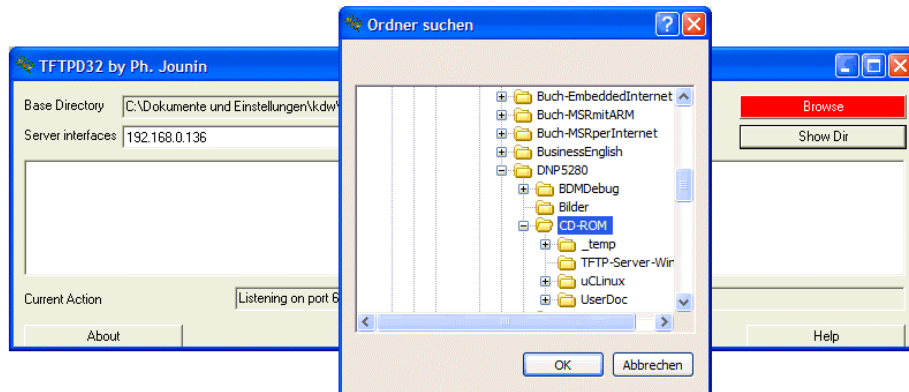 Ordner suchen
TFTPD32 by Ph. Jounin
Base Directory C:\Dokumente und Einstellungen\kdw\
Browse
Server interfaces 192.168.0.136
Show Dir
Buch-EmbeddedInternet
Buch-MSRmitARM
Buch-MSRperInternet
BusinessEnglish
DNP5280
BDMDebug
Bilder
CD-ROM
_temp
TFTP-Server-Win
uCLinux
UserDoc
Current Action Listening on port 6
About
Help
OK Abbrechen